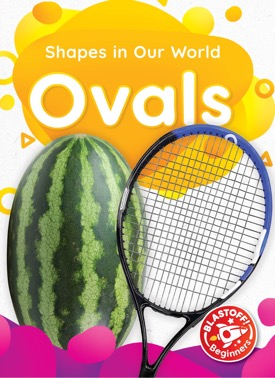 Shapes in Our World
Ovals
BLASTOFF!
Beginners